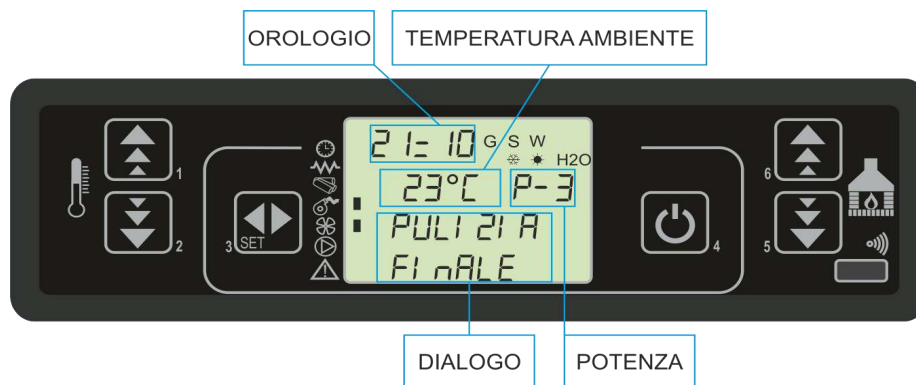 OROLOGIO
TEMPERATURA AMBIENTE
21:10 G S W
H2O
23°C P-3
1
6
2
3 SET
4
5
PULIZIA
FINALE
DIALOGO
POTENZA